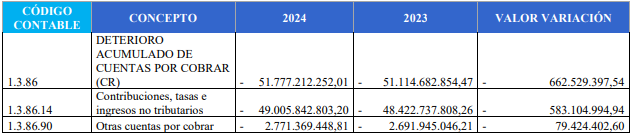 CÓDIGO CONTABLE CONCEPTO 2024 2023 VALOR VARIACIÓN
DETERIORO
ACUMULADO DE
CUENTAS POR COBRAR
1.3.86 (CR) - 51.777.212.252,01 - 51.114.682.854,47 - 662.529.397,54
Contribuciones, tasas e
1.3.86.14 ingresos no tributarios - 49.005.842.803,20 - 48.422.737.808,26 - 583.104.994,94
1.3.86.90 Otras cuentas por cobrar - 2.771.369.448,81 - 2.691.945.046,21 - 79.424.402,60